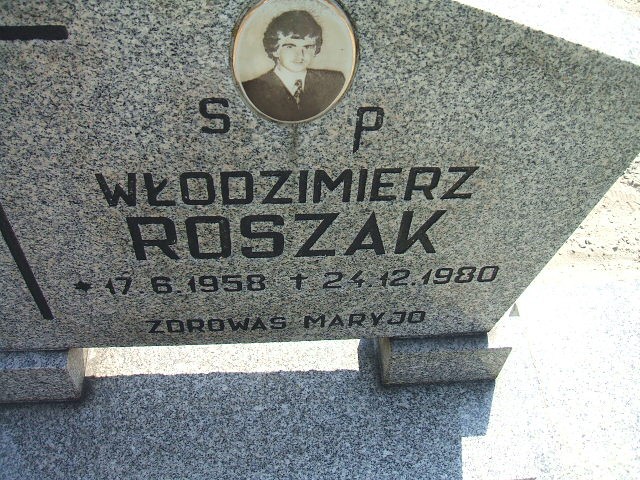 S P
WŁODZIMIERZ
ROSZAK
* 17.6.1958 † 24.12.1980
ZDROWAŚ MARYJO